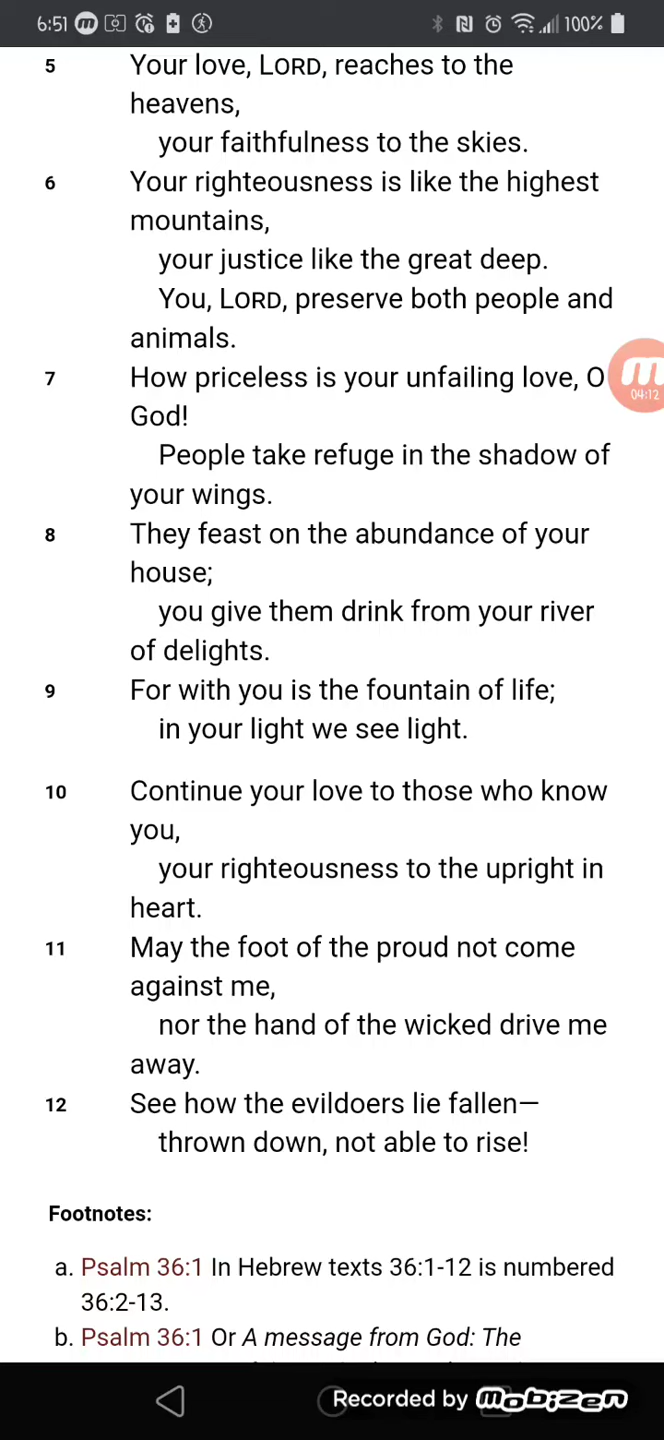 6:51 100%
5 Your love, LORD, reaches to the
heavens,
your faithfulness to the skies.
6 Your righteousness is like the highest
mountains,
your justice like the great deep.
You, LORD, preserve both people and
animals.
7 How priceless is your unfailing love, O
God!
04:12
People take refuge in the shadow of
your wings.
8 They feast on the abundance of your
house;
you give them drink from your river
of delights.
9 For with you is the fountain of life;
in your light we see light.
10 Continue your love to those who know
you,
your righteousness to the upright in
heart.
11 May the foot of the proud not come
against me,
nor the hand of the wicked drive me
away.
12 See how the evildoers lie fallen—
thrown down, not able to rise!
Footnotes:
a. Psalm 36:1 In Hebrew texts 36:1-12 is numbered
36:2-13.
b. Psalm 36:1 Or A message from God: The
Recorded by Mobizen